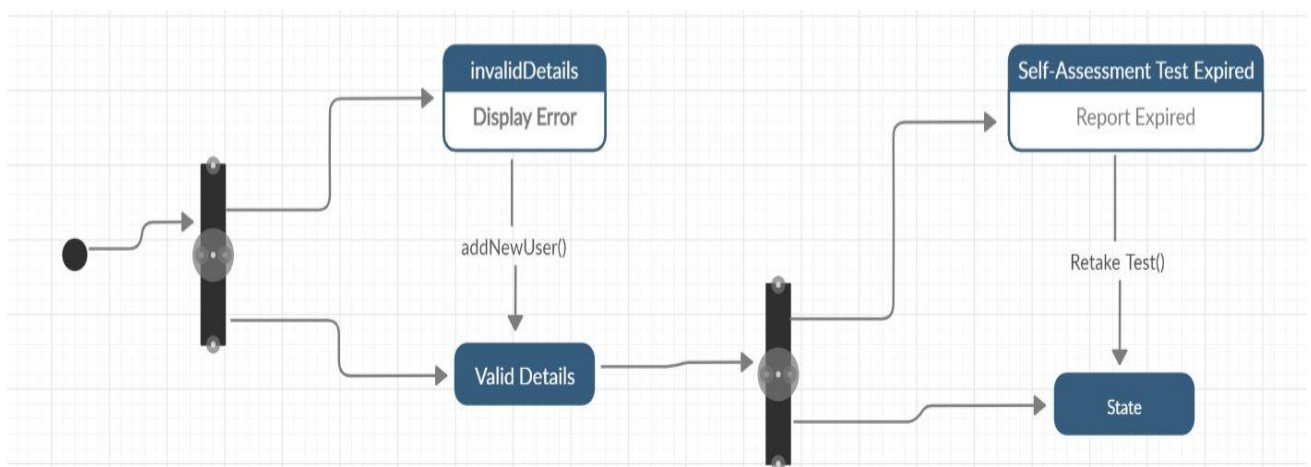 invalidDetails
Display Error
addNewUser()
Valid Details
Self-Assessment Test Expired
Report Expired
Retake Test()
State